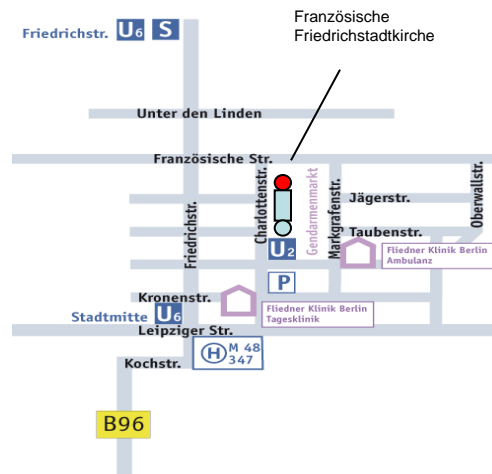 Französische
Friedrichstadtkirche
Friedrichstr. U6 S
Unter den Linden
Französische Str.
Charlottenstr.
Gendarmenmarkt
Markgrafenstr.
Oberwallstr.
Jägerstr.
Taubenstr.
Friedrichstr.
U2
Fliedner Klinik Berlin
Ambulanz
P
Kronenstr.
Fliedner Klinik Berlin
Tagesklinik
Stadtmitte U6
Leipziger Str.
H M 48
347
Kochstr.
B96